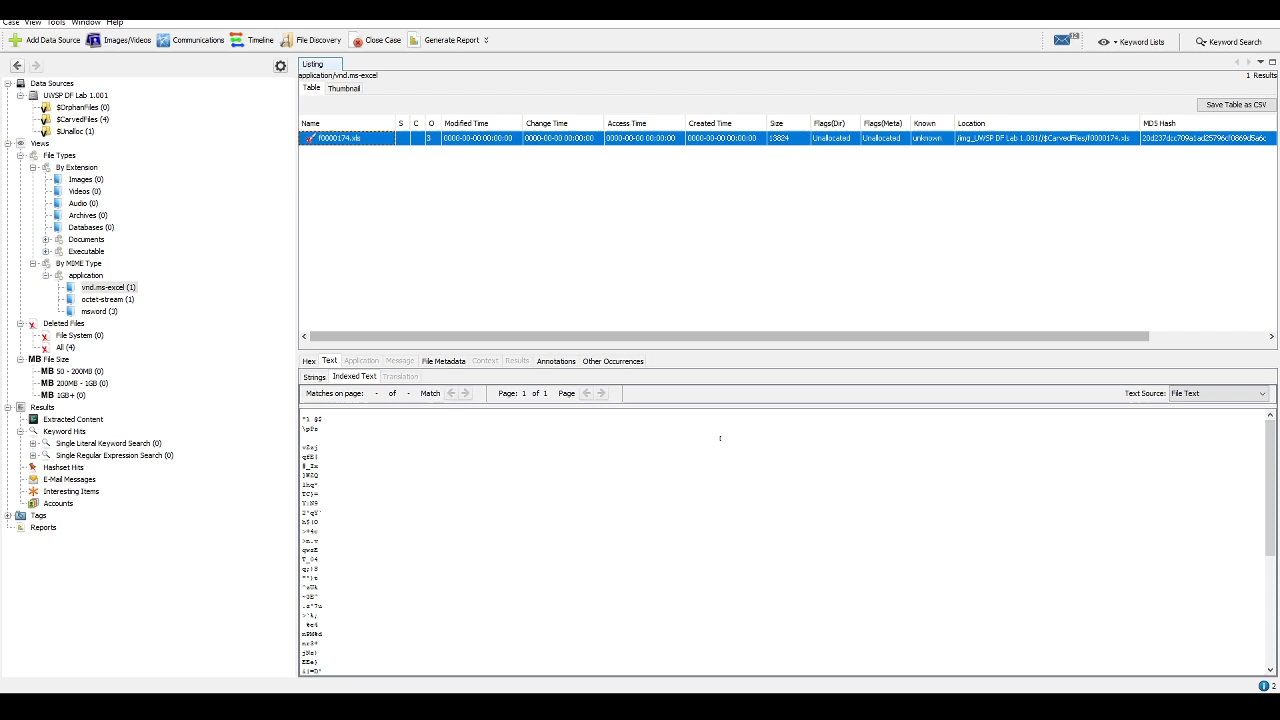 Case View Tools Window Help
Add Data Source Images/Videos Communications Timeline File Discovery Close Case Generate Report Keyword Lists Keyword Search
Listing
application/vnd.ms-excel 1 Results
Table Thumbnail
Save Table as CSV
Name S C O Modified Time Change Time Access Time Created Time Size Flags(Dir) Flags(Meta) Known Location MD5 Hash
f0000174.xls 3 0000-00-00 00:00:00 0000-00-00 00:00:00 0000-00-00 00:00:00 0000-00-00 00:00:00 13824 Unallocated Unallocated unknown /img_UWSP DF Lab 1.001//$CarvedFiles/f0000174.xls 20d237dcc709a1ad25796cf0869d5a6c
Data Sources
UWSP DF Lab 1.001
$OrphanFiles (0)
$CarvedFiles (4)
$Unalloc (1)
Views
File Types
By Extension
Images (0)
Videos (0)
Audio (0)
Archives (0)
Databases (0)
Documents
Executable
By MIME Type
application
vnd.ms-excel (1)
octet-stream (1)
msword (3)
Deleted Files
File System (0)
All (4)
MB File Size
MB 50 - 200MB (0)
MB 200MB - 1GB (0)
MB 1GB+ (0)
Results
Extracted Content
Keyword Hits
Single Literal Keyword Search (0)
Single Regular Expression Search (0)
Hashset Hits
E-Mail Messages
Interesting Items
Accounts
Tags
Reports
Hex Text Application Message File Metadata Context Results Annotations Other Occurrences
Strings Indexed Text Translation
Matches on page: - of - Match Page: 1 of 1 Page Text Source: File Text
\pPz
vZaj
qfE{
}WZQ
TC}=
qwzE
2